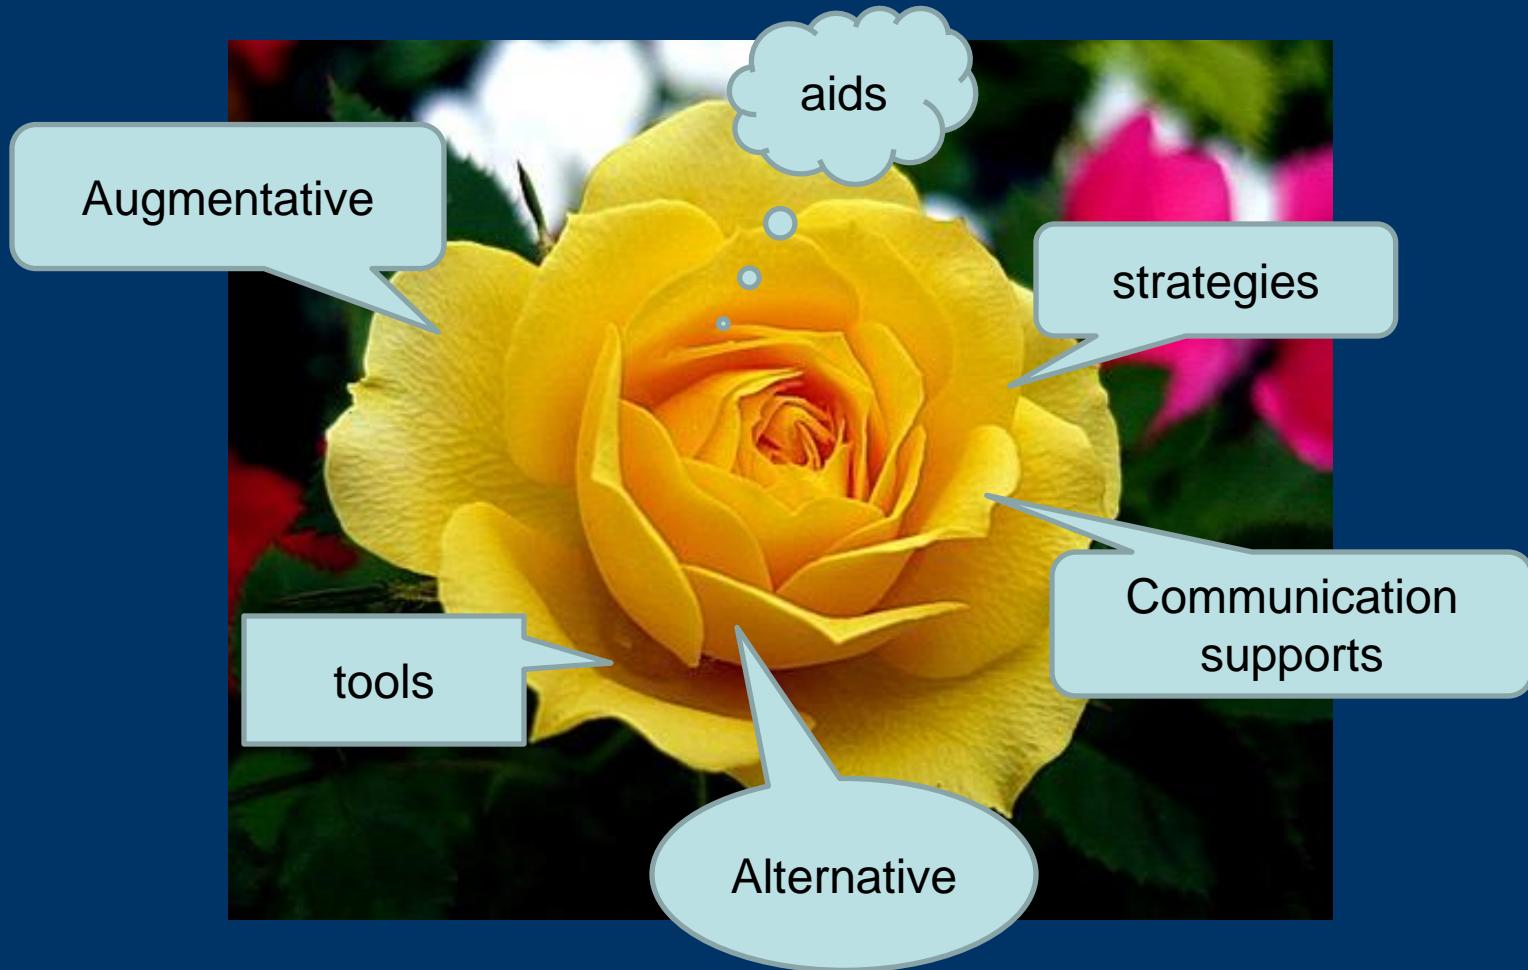 aids
Augmentative
strategies
Communication
supports
tools
Alternative